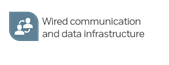 Wired communication
and data infrastructure